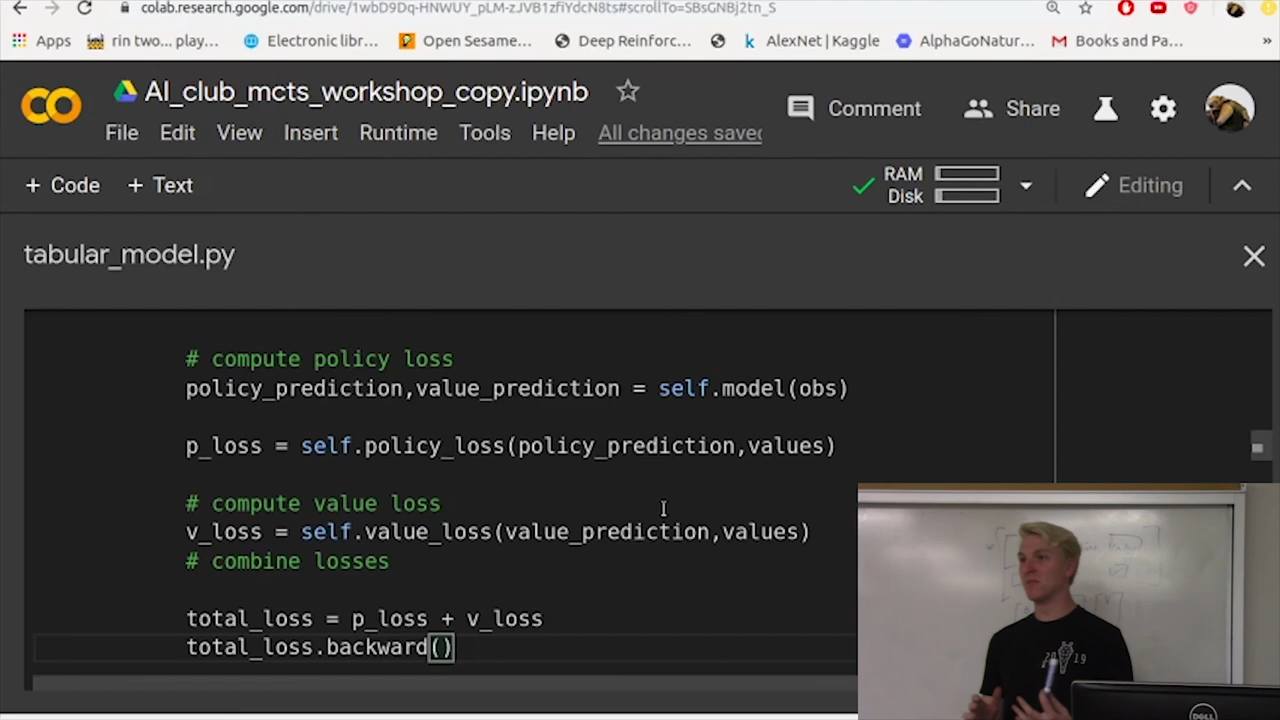 colab.research.google.com/drive/1wbD9Dq-HNWUY_pLM-zJVB1zfiYdcN8ts#scrollTo=SBsGNBj2tn_S
Apps rin two... play... Electronic libr... Open Sesame... Deep Reinforc... AlexNet | Kaggle AlphaGoNatur... Books and Pa... »
AI_club_mcts_workshop_copy.ipynb
Comment Share
File Edit View Insert Runtime Tools Help All changes saved
+ Code + Text
RAM
Disk
Editing
tabular_model.py
# compute policy loss
policy_prediction,value_prediction = self.model(obs)
p_loss = self.policy_loss(policy_prediction,values)
# compute value loss
v_loss = self.value_loss(value_prediction,values)
# combine losses
total_loss = p_loss + v_loss
total_loss.backward()
20 19
DELL